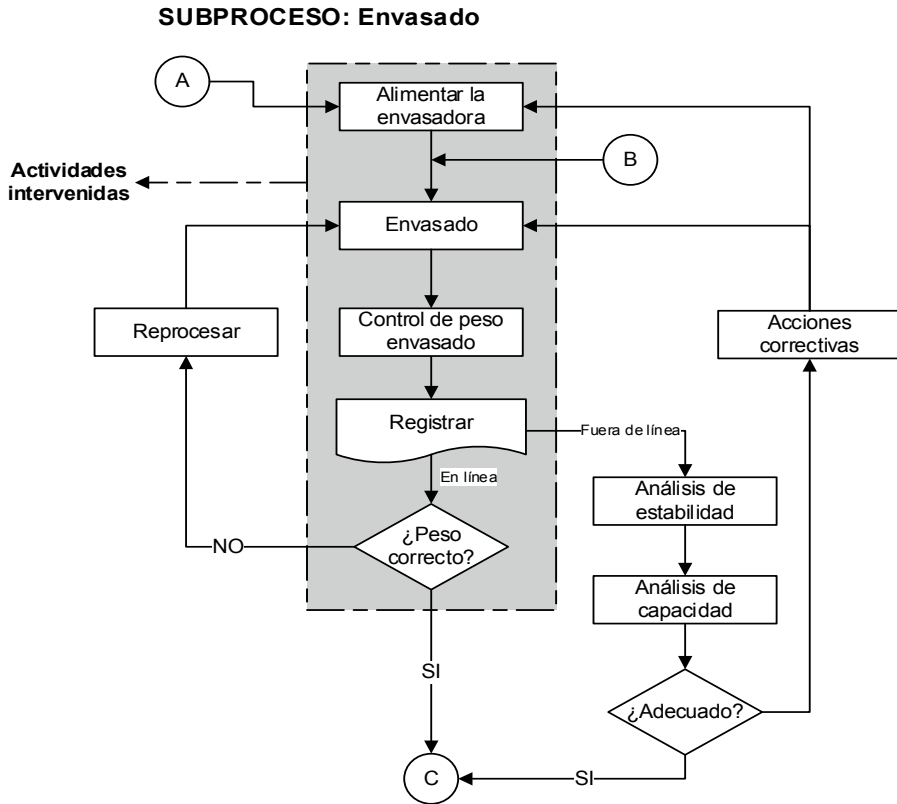 SUBPROCESO: Envasado
A
Alimentar la
envasadora
B
Actividades
intervenidas
Envasado
Reprocesar
Control de peso
envasado
Acciones
correctivas
Registrar
Fuera de línea
En línea
Análisis de
estabilidad
¿Peso
correcto?
NO
Análisis de
capacidad
SI
¿Adecuado?
C
SI